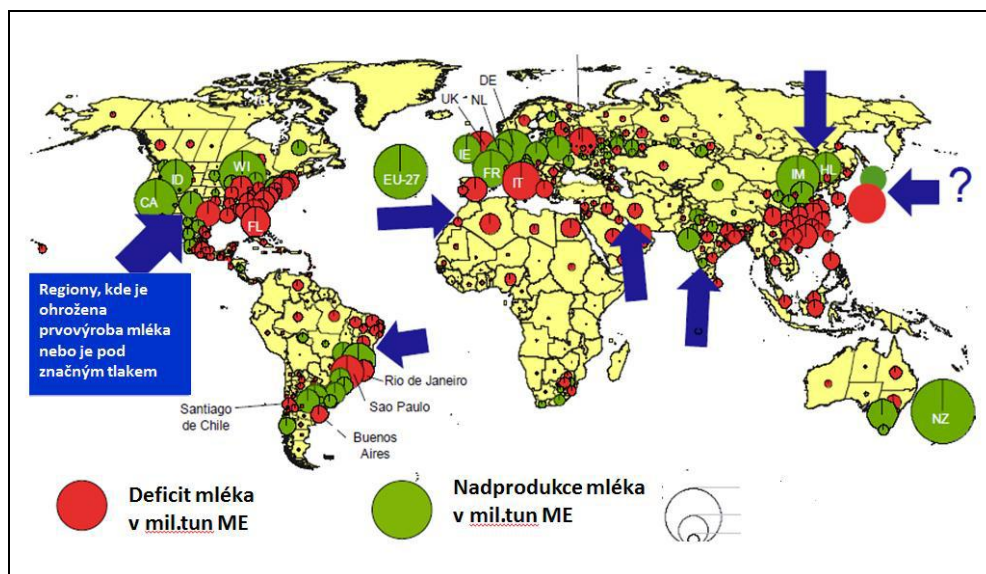 DE
UK
NL
IE
WI
ID
EU-27
FR
IT
IM
HL
CA
FL
?
Regiony, kde je
ohrožena
prvovýroba mléka
nebo je pod
značným tlakem
Rio de Janeiro
Santiago
de Chile
Sao Paulo
Buenos
Aires
NZ
Deficit mléka
v mil.tun ME
Nadprodukce mléka
v mil.tun ME